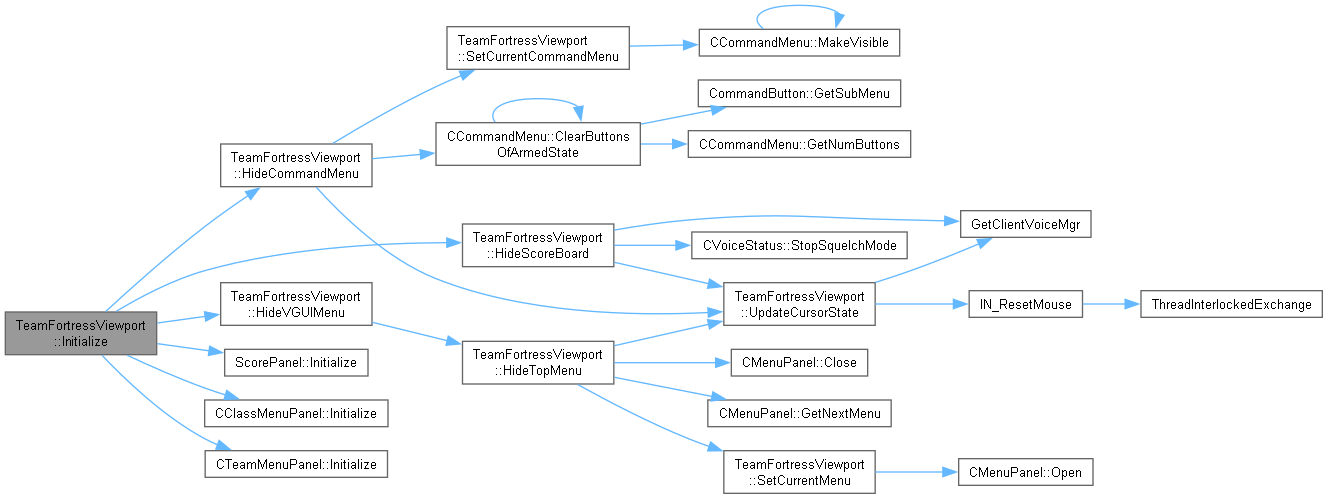 TeamFortressViewport
::SetCurrentCommandMenu
CCommandMenu::MakeVisible
CommandButton::GetSubMenu
CCommandMenu::ClearButtons
OfArmedState
CCommandMenu::GetNumButtons
TeamFortressViewport
::HideCommandMenu
GetClientVoiceMgr
TeamFortressViewport
::HideScoreBoard
CVoiceStatus::StopSquelchMode
TeamFortressViewport
::HideVGUIMenu
TeamFortressViewport
::UpdateCursorState
IN_ResetMouse
ThreadInterlockedExchange
TeamFortressViewport
::Initialize
ScorePanel::Initialize
TeamFortressViewport
::HideTopMenu
CMenuPanel::Close
CClassMenuPanel::Initialize
CMenuPanel::GetNextMenu
CTeamMenuPanel::Initialize
TeamFortressViewport
::SetCurrentMenu
CMenuPanel::Open